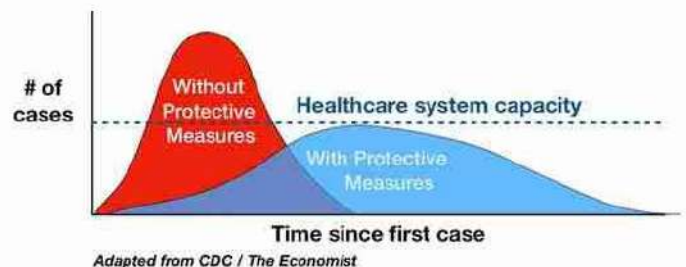 # of
cases
Without
Protective
Measures
Healthcare system capacity
With Protective
Measures
Time since first case
Adapted from CDC / The Economist